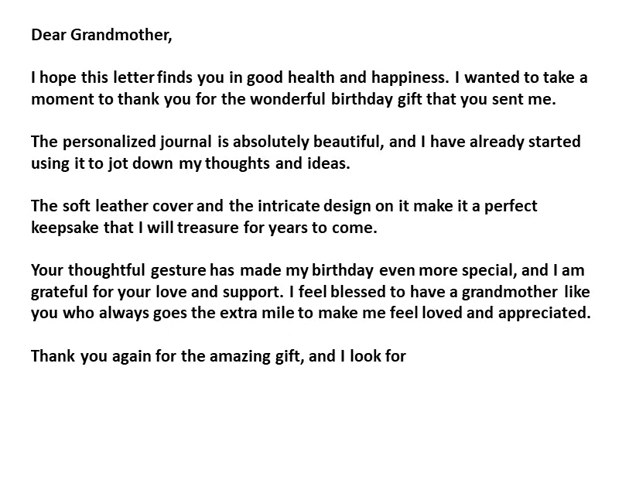 Dear Grandmother,
I hope this letter finds you in good health and happiness. I wanted to take a
moment to thank you for the wonderful birthday gift that you sent me.
The personalized journal is absolutely beautiful, and I have already started
using it to jot down my thoughts and ideas.
The soft leather cover and the intricate design on it make it a perfect
keepsake that I will treasure for years to come.
Your thoughtful gesture has made my birthday even more special, and I am
grateful for your love and support. I feel blessed to have a grandmother like
you who always goes the extra mile to make me feel loved and appreciated.
Thank you again for the amazing gift, and I look for